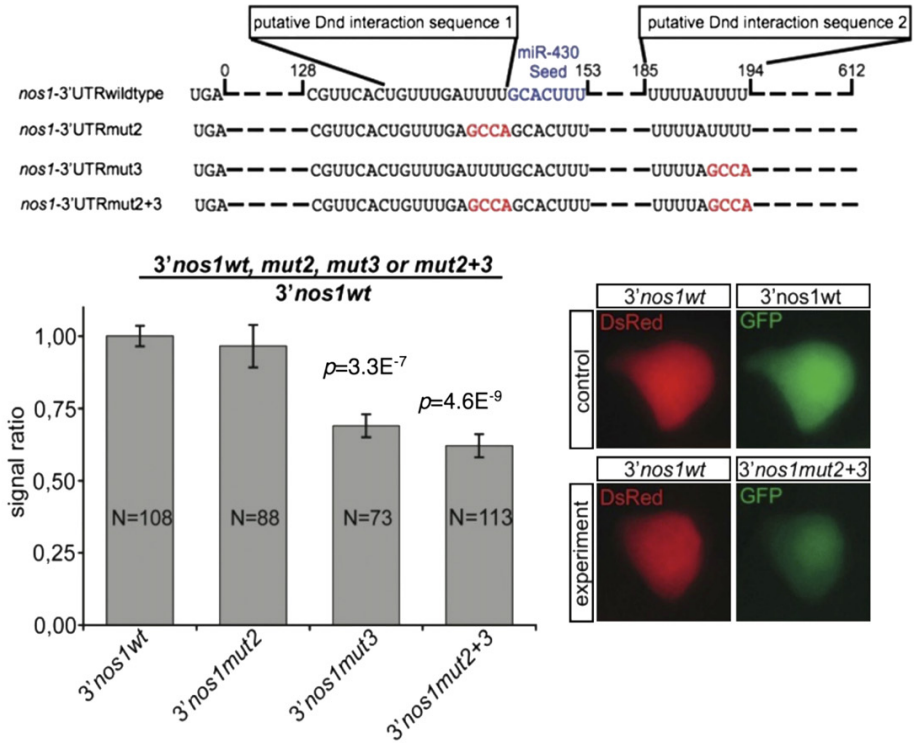 putative Dnd interaction sequence 1
putative Dnd interaction sequence 2
miR-430
Seed
0 128 153 185 194 612
nos1-3'UTRwildtype UGA CGUUCACUGUUUGAUUUUGCACUUU UUUUAUUUU
nos1-3'UTRmut2 UGA CGUUCACUGUUUGAGCCAGCACUUU UUUUAUUUU
nos1-3'UTRmut3 UGA CGUUCACUGUUUGAUUUUGCACUUU UUUUAGCCA
nos1-3'UTRmut2+3 UGA CGUUCACUGUUUGAGCCAGCACUUU UUUUAGCCA
3'nos1wt, mut2, mut3 or mut2+3
3'nos1wt
signal ratio
1,00
0,75
0,50
0,25
0,00
p=3.3E-7
p=4.6E-9
N=108 N=88 N=73 N=113
3'nos1wt 3'nos1mut2 3'nos1mut3 3'nos1mut2+3
3'nos1wt 3'nos1wt
control
DsRed GFP
3'nos1wt 3'nos1mut2+3
experiment
DsRed GFP